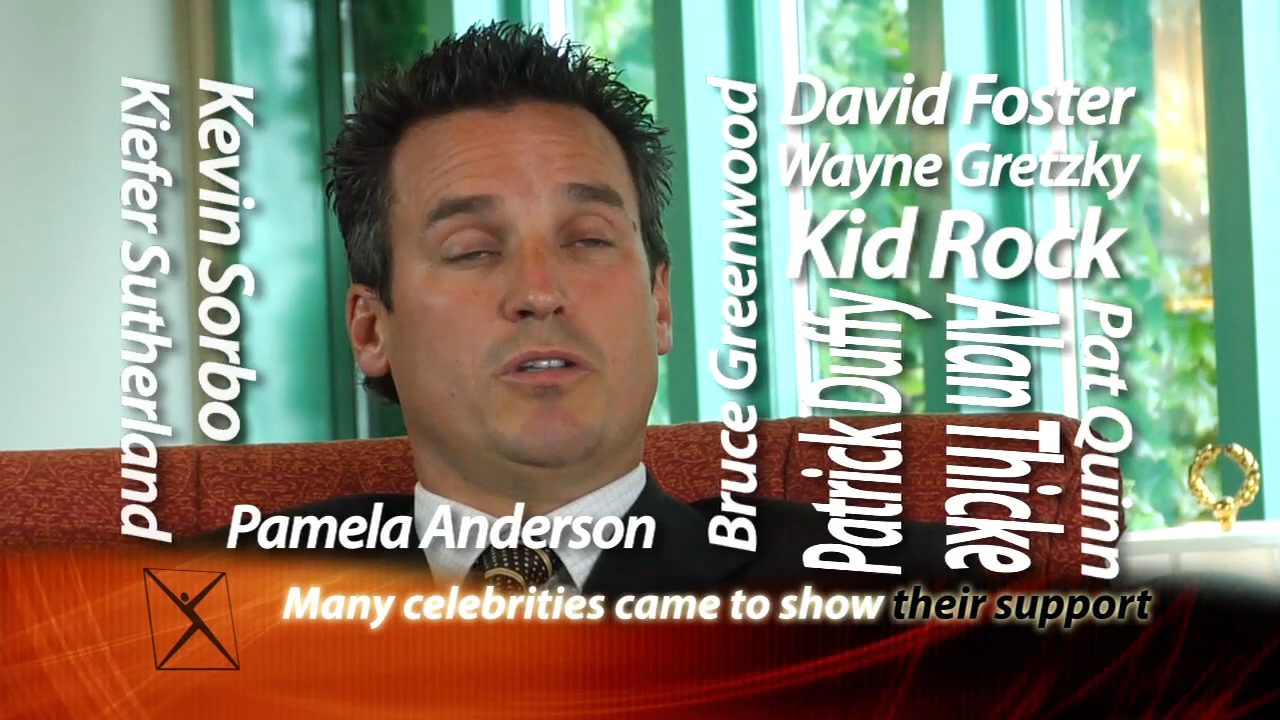 Kiefer Sutherland
Kevin Sorbo
Pamela Anderson
Bruce Greenwood
David Foster
Wayne Gretzky
Kid Rock
Patrick Duffy
Alan Thicke
Pat Quinn
Many celebrities came to show their support